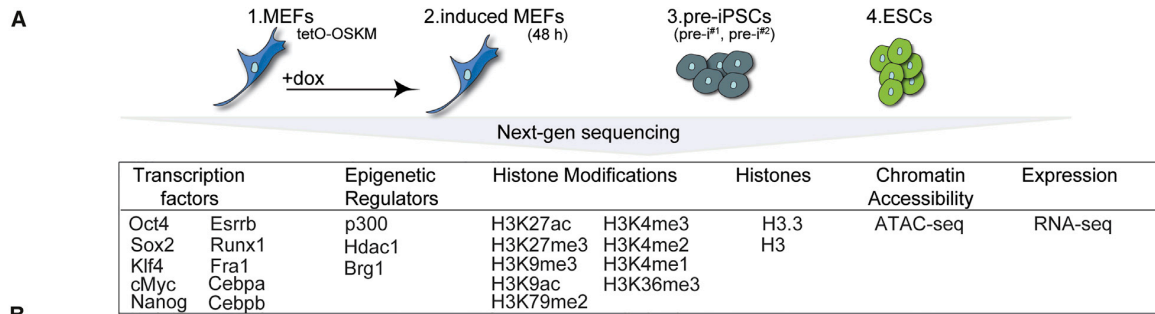 A
1.MEFs 2.induced MEFs 3.pre-iPSCs 4.ESCs
tetO-OSKM (48 h) (pre-i#1, pre-i#2)
+dox
Next-gen sequencing
Transcription Epigenetic Histone Modifications Histones Chromatin Expression
factors Regulators Accessibility
Oct4 Esrrb p300 H3K27ac H3K4me3 H3.3 ATAC-seq RNA-seq
Sox2 Runx1 Hdac1 H3K27me3 H3K4me2 H3
Klf4 Fra1 Brg1 H3K9me3 H3K4me1
cMyc Cebpa H3K9ac H3K36me3
Nanog Cebpb H3K79me2